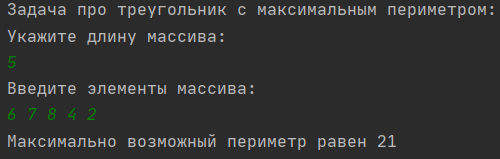 Задача про треугольник с максимальным периметром:
Укажите длину массива:
5
Введите элементы массива:
6 7 8 4 2
Максимально возможный периметр равен 21